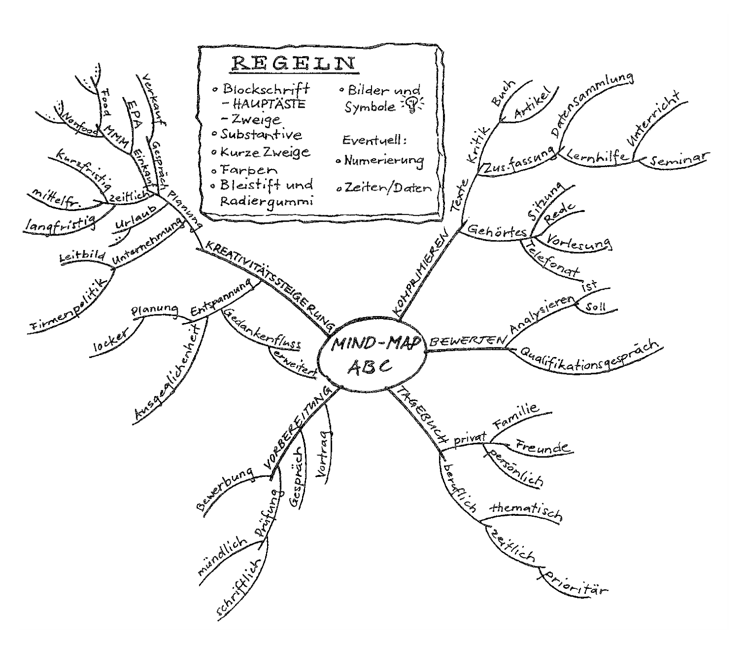 REGELN
• Blockschrift
– HAUPTÄSTE
– Zweige
• Substantive
• Kurze Zweige
• Farben
• Bleistift und
Radiergummi
• Bilder und
Symbole
Eventuell:
• Numerierung
• Zeiten/Daten
MIND-MAP
ABC
KOMPRIMIEREN
Texte
Kritik
Buch
Artikel
Zus.fassung
Datensammlung
Lernhilfe
Unterricht
Seminar
Gehörtes
Sitzung
Rede
Vorlesung
Telefonat
BEWERTEN
Analysieren
Ist
Soll
Qualifikationsgespräch
TAGEBUCH
privat
Familie
Freunde
persönlich
beruflich
thematisch
zeitlich
prioritär
VORBEREITUNG
Vortrag
Gespräch
Prüfung
mündlich
schriftlich
Bewerbung
KREATIVITÄTSSTEIGERUNG
Entspannung
Gedankenfluss
erweitert
Planung
locker
Ausgeglichenheit
Planung
Unternehmung
Leitbild
Firmenpolitik
Urlaub
zeitlich
kurzfristig
mittelfr.
langfristig
Gespräch
Verkauf
Einkauf
EPA
MMM
Food
Nonfood